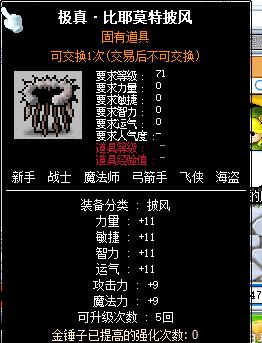 极真·比耶莫特披风
固有道具
可交换1次(交易后不可交换)
要求等级 : 71
要求力量 : 0
要求敏捷 : 0
要求智力 : 0
要求运气 : 0
要求人气度 : -
道具等级 : -
道具经验值 : -
新手 战士 魔法师 弓箭手 飞侠 海盗
装备分类 : 披风
力量 : +11
敏捷 : +11
智力 : +11
运气 : +11
攻击力 : +9
魔法力 : +9
可升级次数 : 5回
金锤子已提高的强化次数: 0